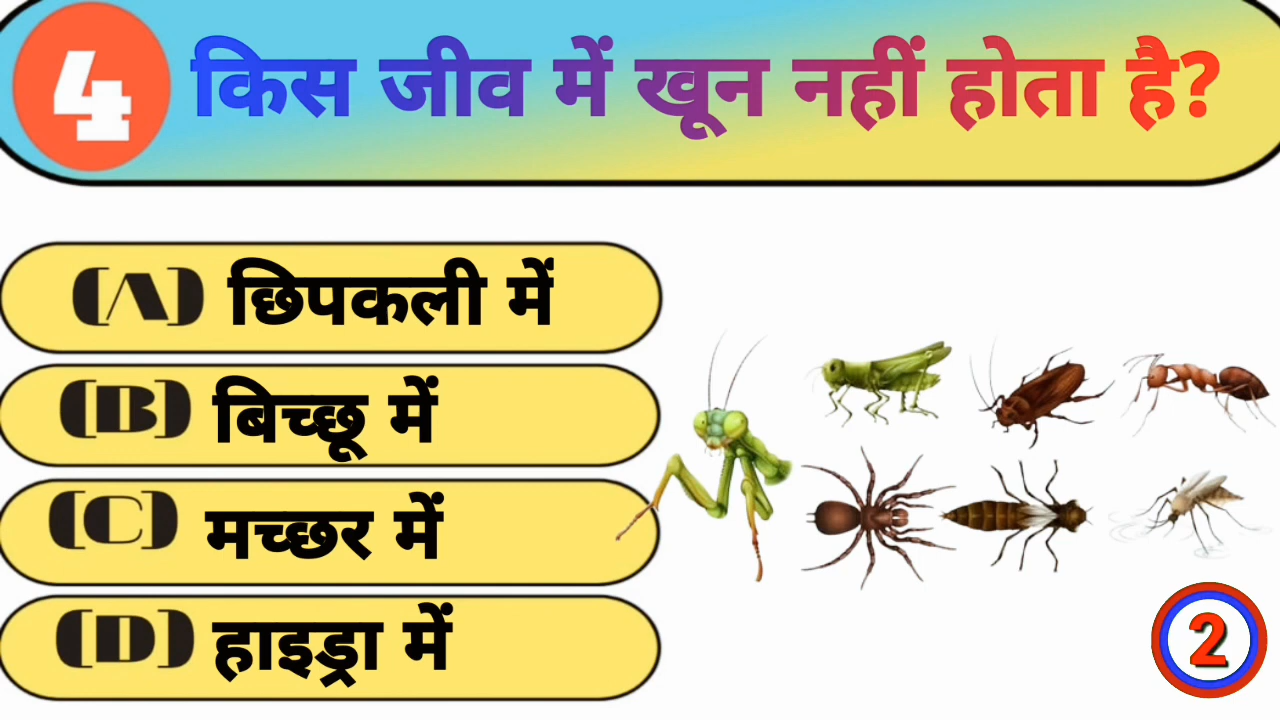 4 किस जीव में खून नहीं होता है?
(A) छिपकली में
(B) बिच्छू में
(C) मच्छर में
(D) हाइड्रा में
2